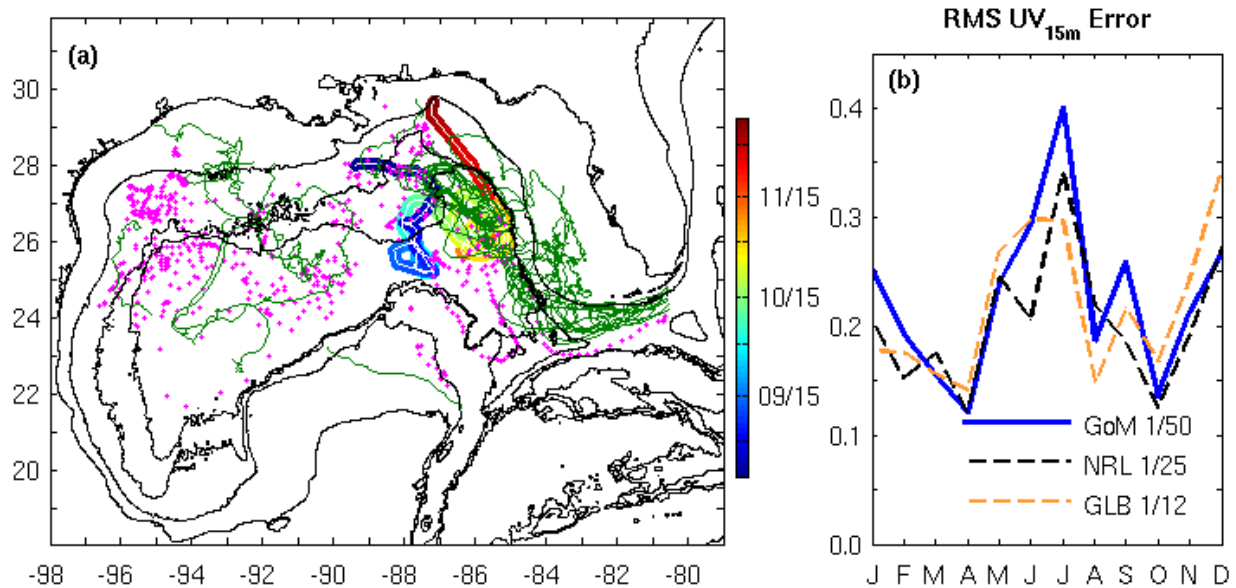 RMS UV15m Error
(a)
30
28
26
24
22
20
-98 -96 -94 -92 -90 -88 -86 -84 -82 -80
11/15
10/15
09/15
(b)
0.4
0.3
0.2
0.1
0.0
GoM 1/50
NRL 1/25
GLB 1/12
J F M A M J J A S O N D